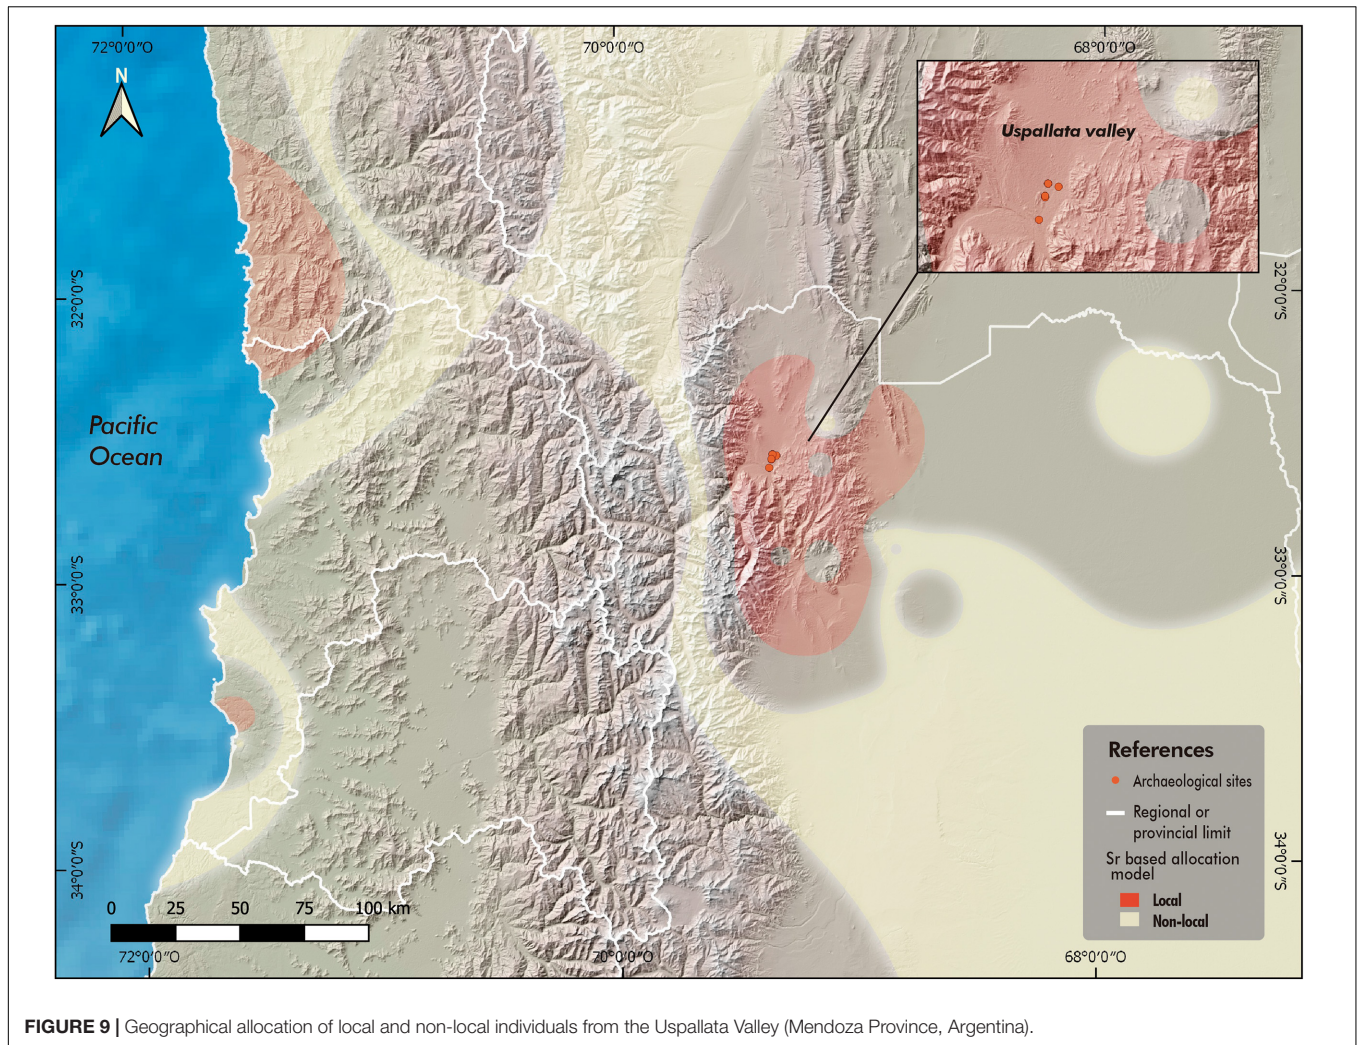 72°0'0"O
70°0'0"O
68°0'0"O
N
Uspallata valley
32°0'0"S
32°0'0"S
Pacific
Ocean
33°0'0"S
33°0'0"S
34°0'0"S
34°0'0"S
References
Archaeological sites
Regional or
provincial limit
Sr based allocation
model
Local
Non-local
0 25 50 75 100 km
72°0'0"O
70°0'0"O
68°0'0"O
FIGURE 9 | Geographical allocation of local and non-local individuals from the Uspallata Valley (Mendoza Province, Argentina).